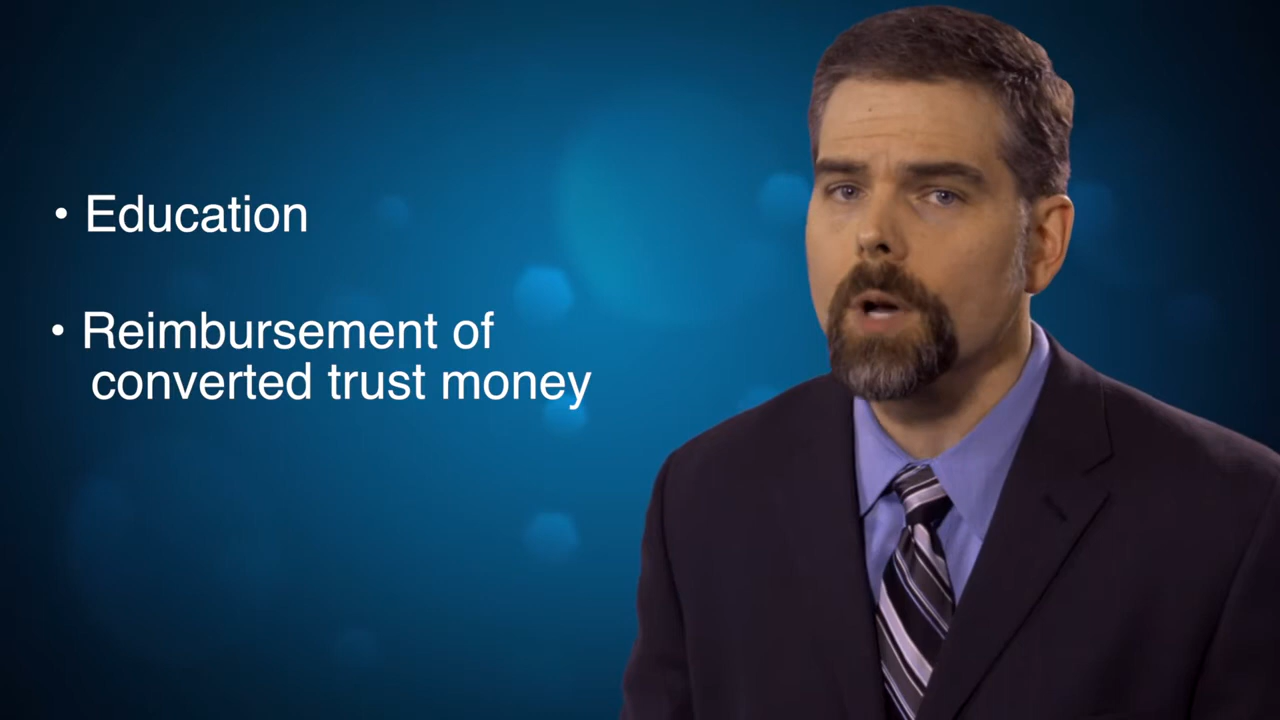 • Education
• Reimbursement of
converted trust money